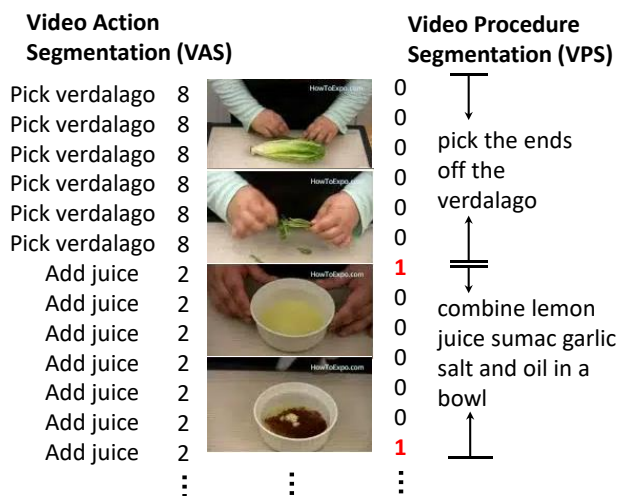 Video Action
Segmentation (VAS)
Pick verdalago 8
Pick verdalago 8
Pick verdalago 8
Pick verdalago 8
Pick verdalago 8
Pick verdalago 8
Add juice 2
Add juice 2
Add juice 2
Add juice 2
Add juice 2
Add juice 2
Add juice 2
HowToExpo.com
HowToExpo.com
HowToExpo.com
HowToExpo.com
Video Procedure
Segmentation (VPS)
0
0
0
0
0
0
1
0
0
0
0
0
1
pick the ends
off the
verdalago
combine lemon
juice sumac garlic
salt and oil in a
bowl